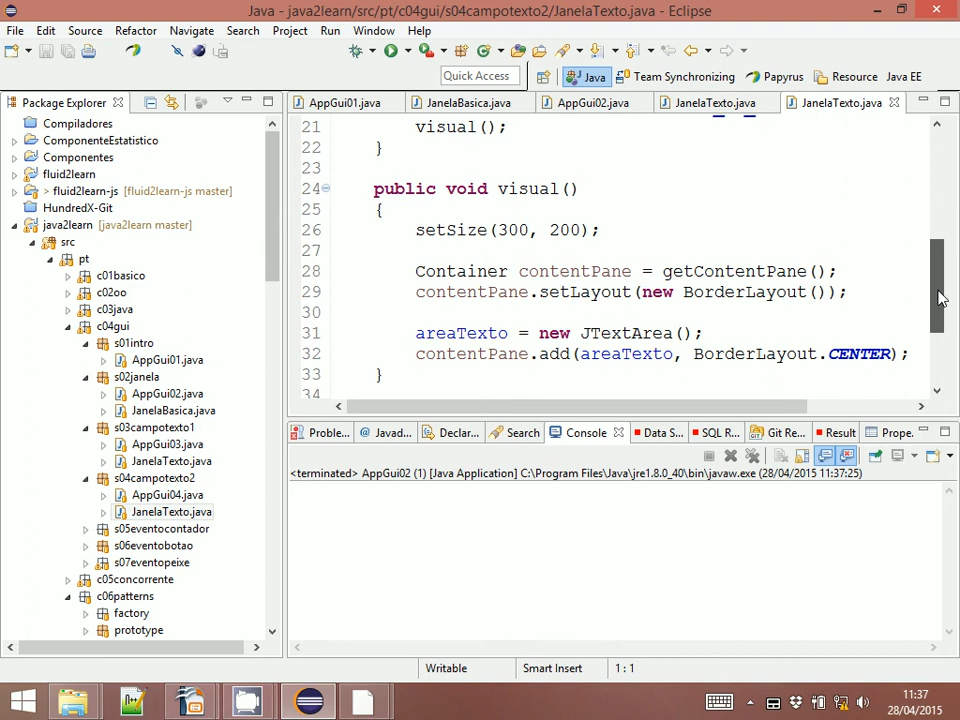 Java - java2learn/src/pt/c04gui/s04campotexto2/JanelaTexto.java - Eclipse
File Edit Source Refactor Navigate Search Project Run Window Help
Quick Access
Java
Team Synchronizing
Papyrus
Resource
Java EE
Package Explorer
Compiladores
ComponenteEstatistico
Componentes
fluid2learn
> fluid2learn-js [fluid2learn-js master]
HundredX-Git
java2learn [java2learn master]
src
pt
c01basico
c02oo
c03java
c04gui
s01intro
AppGui01.java
s02janela
AppGui02.java
JanelaBasica.java
s03campotexto1
AppGui03.java
JanelaTexto.java
s04campotexto2
AppGui04.java
JanelaTexto.java
s05eventocontador
s06eventobotao
s07eventopeixe
c05concorrente
c06patterns
factory
prototype
AppGui01.java
JanelaBasica.java
AppGui02.java
JanelaTexto.java
JanelaTexto.java
21 visual();
22 }
23
24 public void visual()
25 {
26 setSize(300, 200);
27
28 Container contentPane = getContentPane();
29 contentPane.setLayout(new BorderLayout());
30
31 areaTexto = new JTextArea();
32 contentPane.add(areaTexto, BorderLayout.CENTER);
33 }
34
Proble...
Javad...
Declar...
Search
Console
Data S...
SQL R...
Git Re...
Result
Prope.
<terminated> AppGui02 (1) [Java Application] C:\Program Files\Java\jre1.8.0_40\bin\javaw.exe (28/04/2015 11:37:25)
Writable
Smart Insert
1 : 1
11:37
28/04/2015